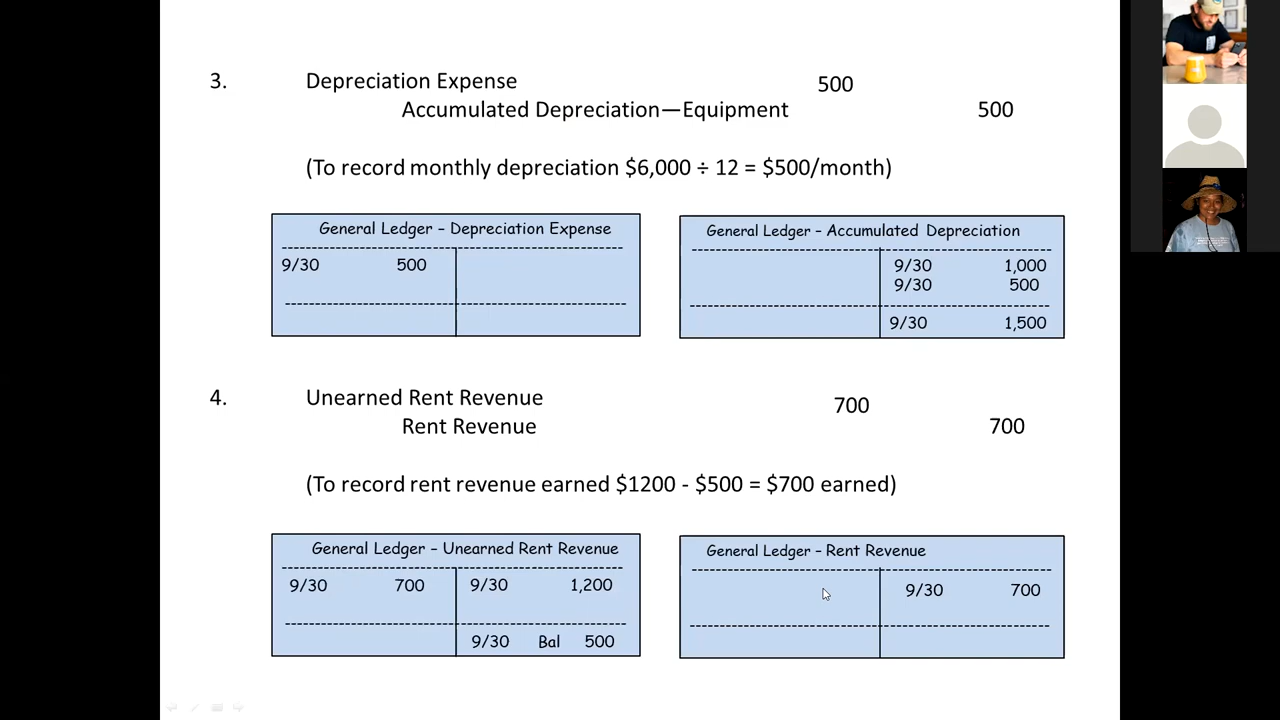 3. Depreciation Expense 500
Accumulated Depreciation—Equipment 500
(To record monthly depreciation $6,000 ÷ 12 = $500/month)
General Ledger – Depreciation Expense
9/30 500
General Ledger – Accumulated Depreciation
9/30 1,000
9/30 500
9/30 1,500
4. Unearned Rent Revenue 700
Rent Revenue 700
(To record rent revenue earned $1200 - $500 = $700 earned)
General Ledger – Unearned Rent Revenue
9/30 700 9/30 1,200
9/30 Bal 500
General Ledger – Rent Revenue
9/30 700